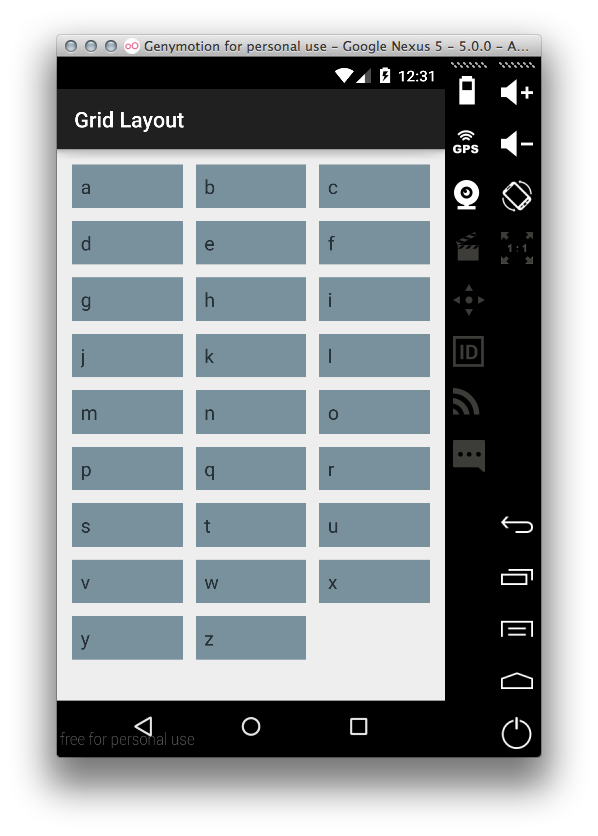 Genymotion for personal use – Google Nexus 5 – 5.0.0 – A...
12:31
Grid Layout
a b c
d e f
g h i
j k l
m n o
p q r
s t u
v w x
y z
GPS
1:1
ID
free for personal use